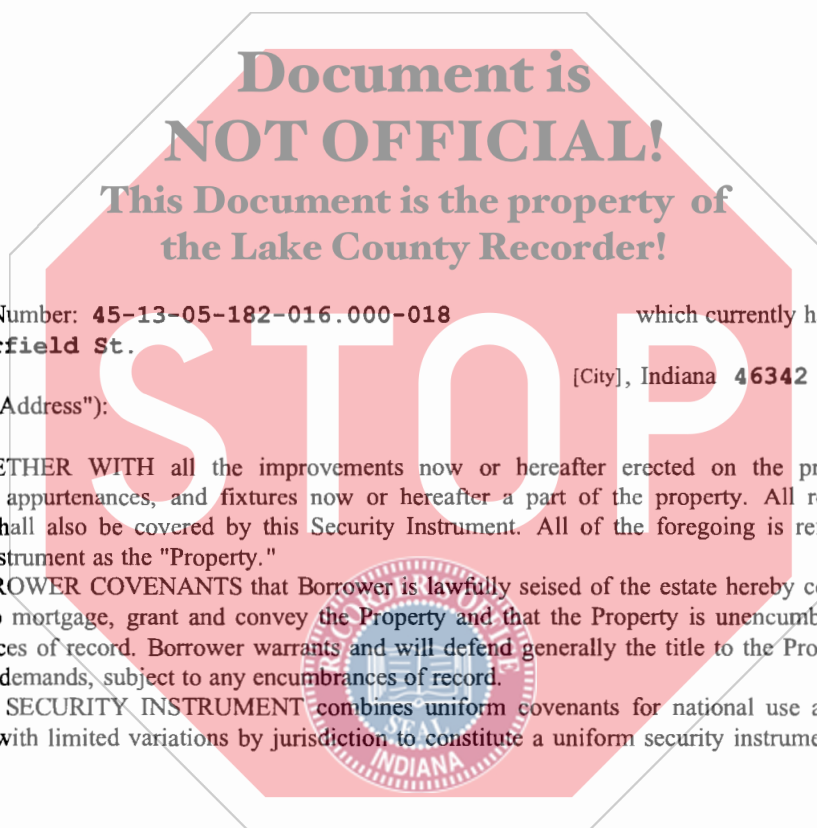 Document is
NOT OFFICIAL!
This Document is the property of
the Lake County Recorder!
Number: 45-13-05-182-016.000-018 which currently h
rfield St.
[City], Indiana 46342
Address"):
STOP
ETHER WITH all the improvements now or hereafter erected on the pr
appurtenances, and fixtures now or hereafter a part of the property. All r
hall also be covered by this Security Instrument. All of the foregoing is re
strument as the "Property."
ROWER COVENANTS that Borrower is lawfully seised of the estate hereby c
o mortgage, grant and convey the Property and that the Property is unencumb
ces of record. Borrower warrants and will defend generally the title to the Pro
demands, subject to any encumbrances of record.
SECURITY INSTRUMENT combines uniform covenants for national use a
with limited variations by jurisdiction to constitute a uniform security instrume
RECORDER'S OFFICE
SEAL
INDIANA